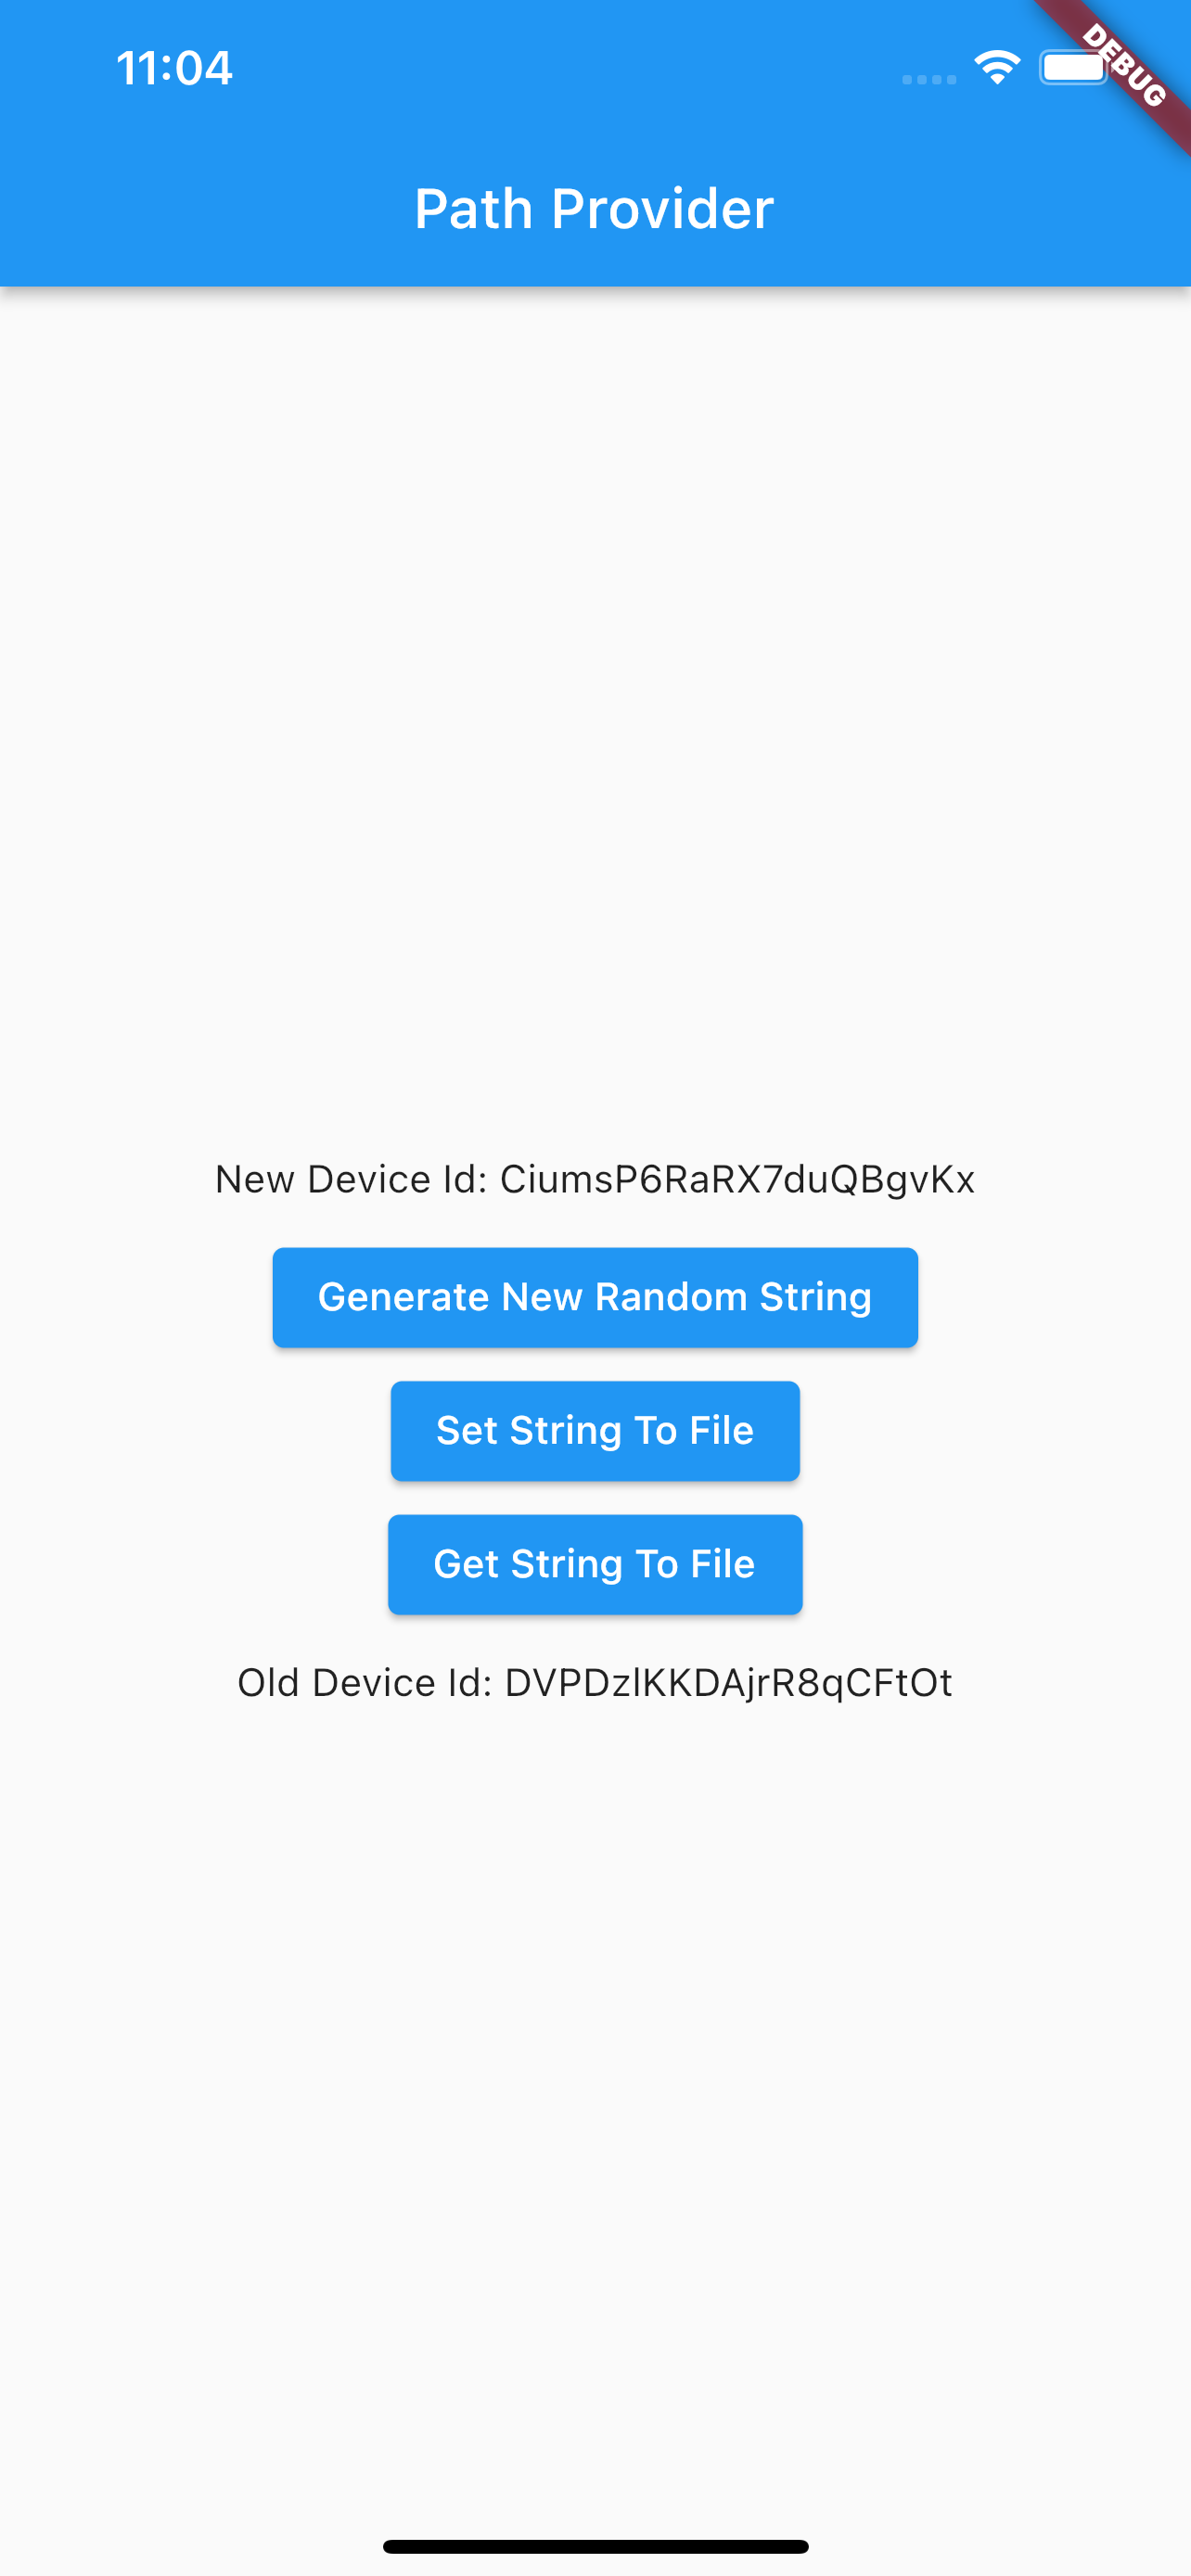 11:04
DEBUG
Path Provider
New Device Id: CiumsP6RaRX7duQBgvKx
Generate New Random String
Set String To File
Get String To File
Old Device Id: DVPDzlKKDAjrR8qCFtOt